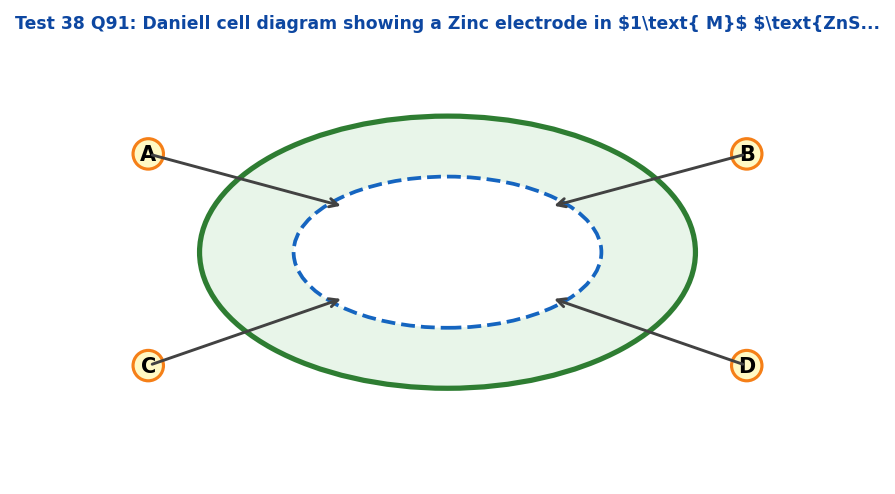 Test 38 Q91: Daniell cell diagram showing a Zinc electrode in $1\text{ M}$ $\text{ZnS...
A
B
C
D